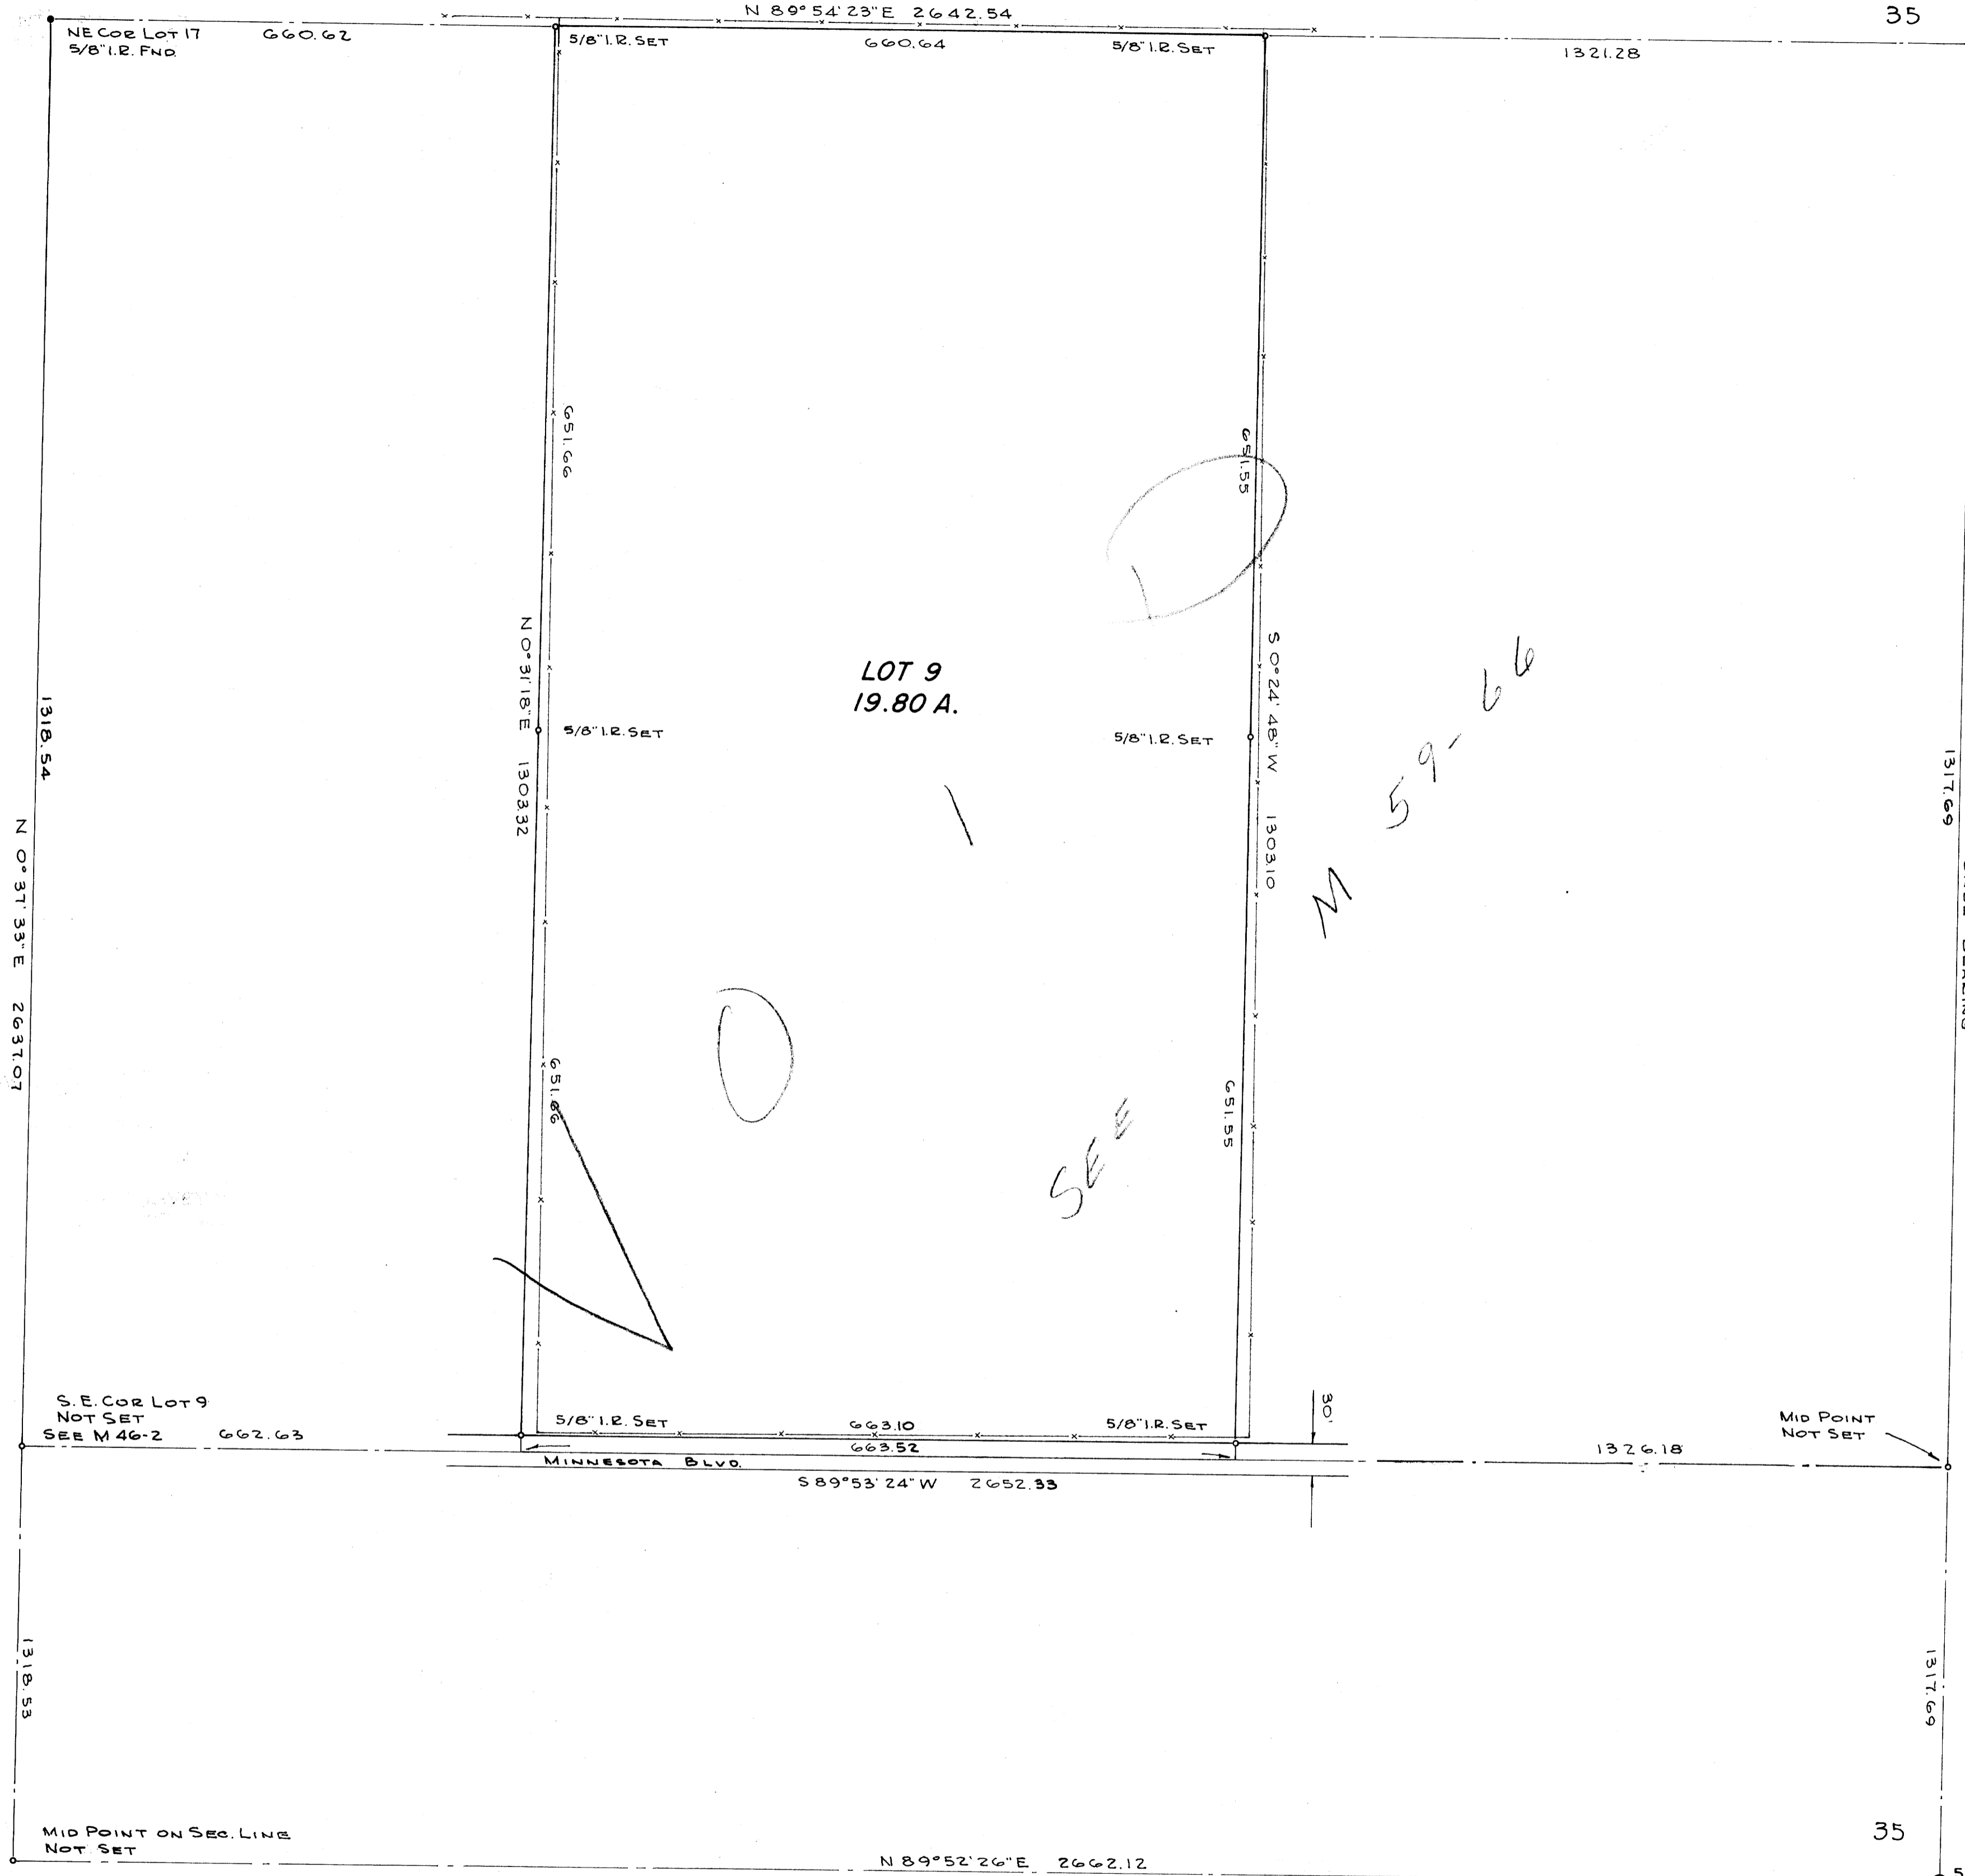 N 89°54'23"E 2642.54
35
NE COR LOT 17 660.62
5/8" I.R. FND.
5/8" I.R. SET
660.64
5/8" I.R. SET
1321.28
651.66
651.55
N 0°31'18"E 1303.32
S 0°24'48"W 1303.10
LOT 9
19.80 A.
5/8" I.R. SET
5/8" I.R. SET
1318.54
N 0°37'33"E 2637.07
1317.69
M 59-66
651.66
651.55
SEE
S.E. COR LOT 9
NOT SET
SEE M 46-2 662.63
5/8" I.R. SET
663.10
5/8" I.R. SET
30'
663.52
MINNESOTA BLVD.
S 89°53'24"W 2652.33
1326.18
MID POINT
NOT SET
1318.53
1317.69
MID POINT ON SEC. LINE
NOT SET
N 89°52'26"E 2662.12
35
5